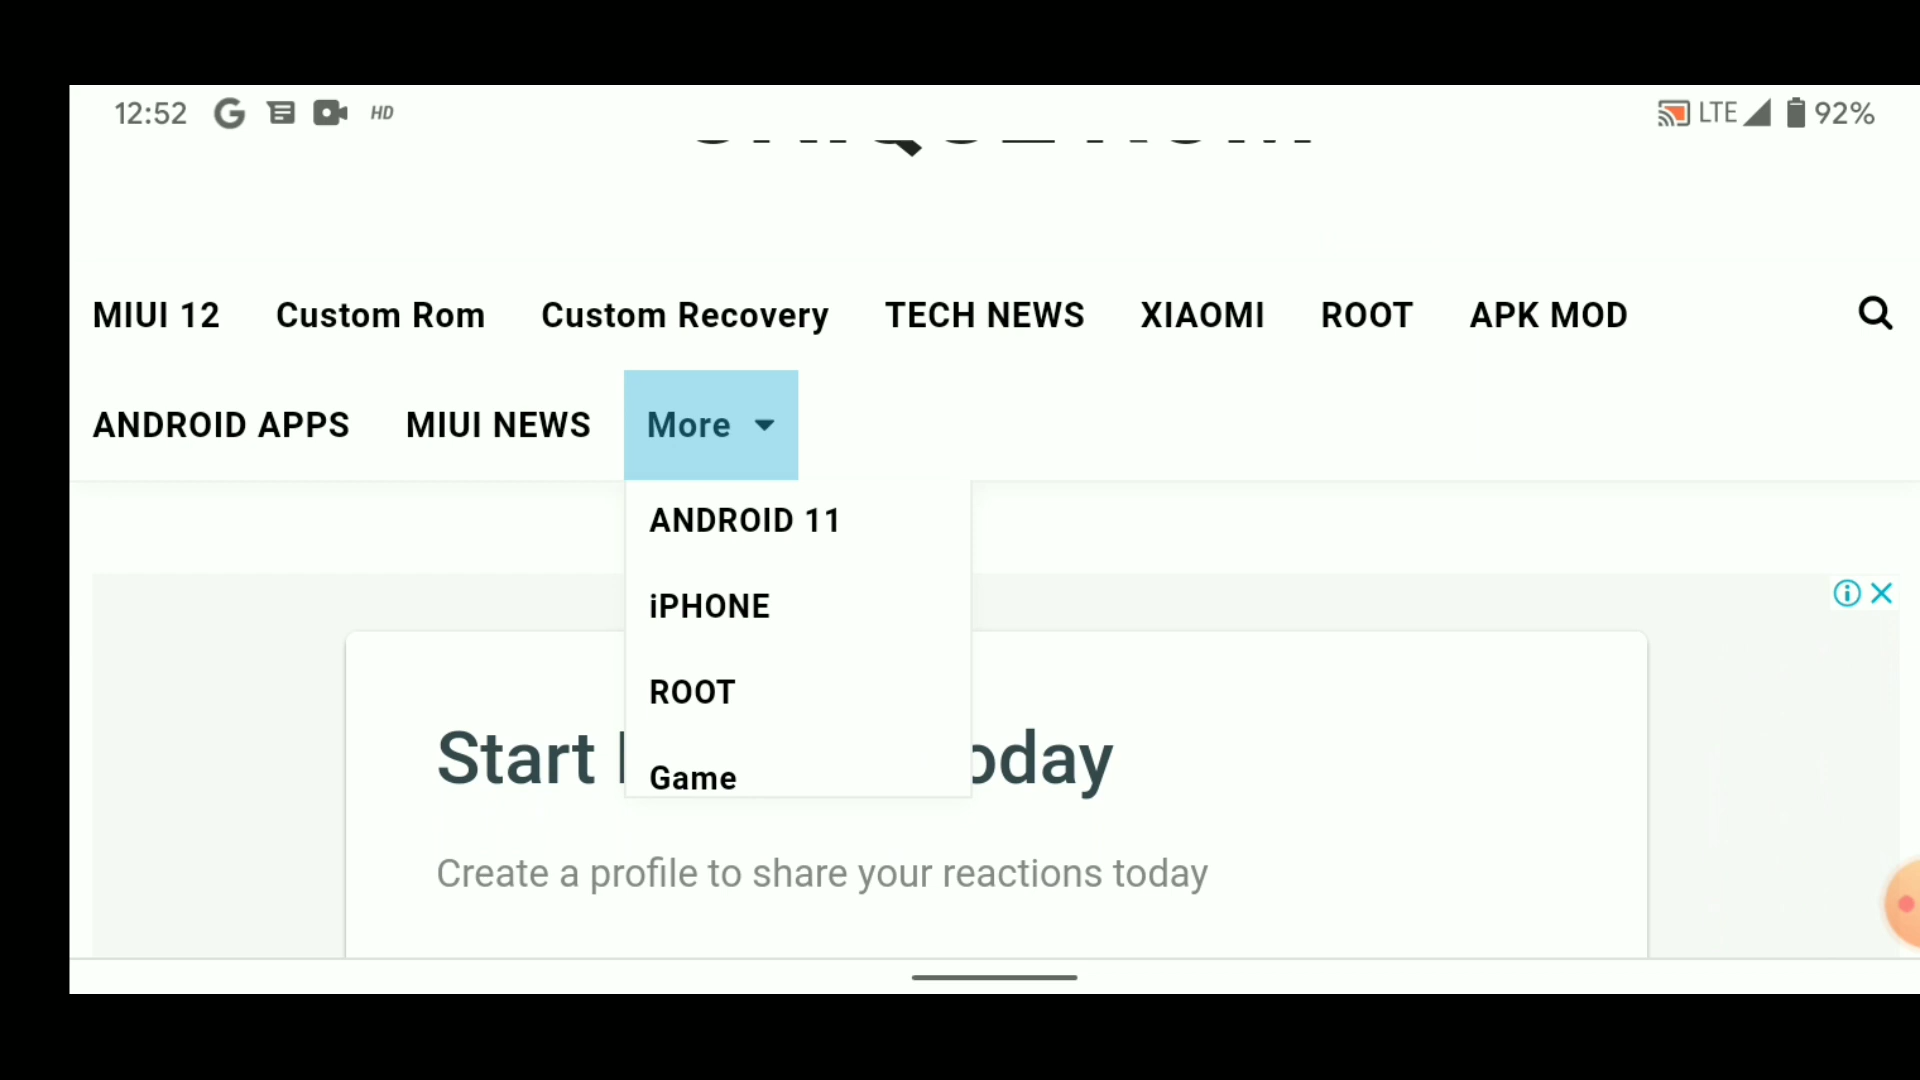 12:52 HD LTE 92%
MIUI 12 Custom Rom Custom Recovery TECH NEWS XIAOMI ROOT APK MOD
ANDROID APPS MIUI NEWS More
ANDROID 11
iPHONE
ROOT
Game
Start oday
Create a profile to share your reactions today